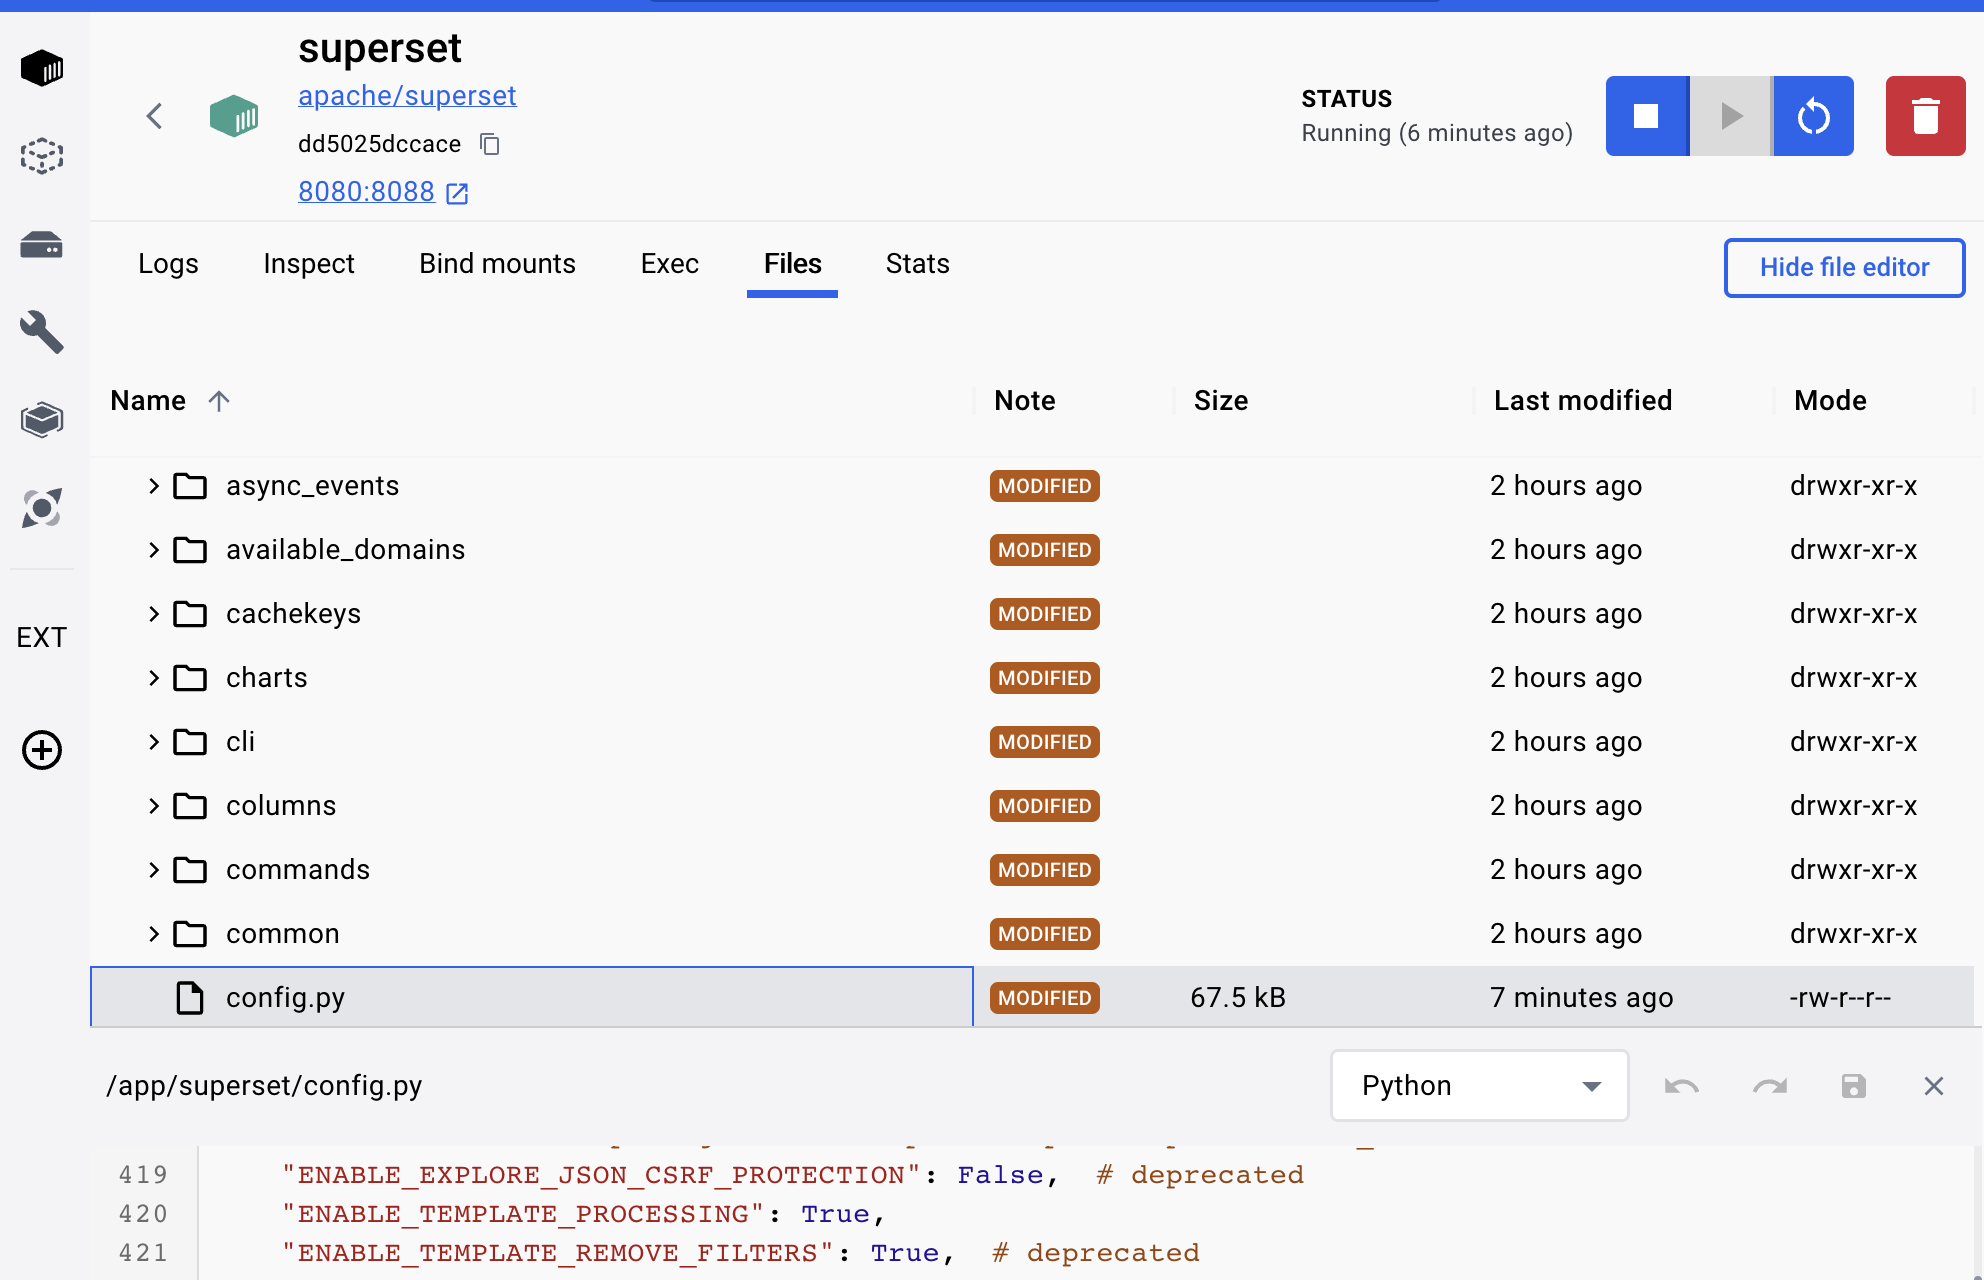 superset
apache/superset
dd5025dccace
8080:8088
STATUS
Running (6 minutes ago)
Logs Inspect Bind mounts Exec Files Stats
Hide file editor
EXT
Name Note Size Last modified Mode
async_events MODIFIED 2 hours ago drwxr-xr-x
available_domains MODIFIED 2 hours ago drwxr-xr-x
cachekeys MODIFIED 2 hours ago drwxr-xr-x
charts MODIFIED 2 hours ago drwxr-xr-x
cli MODIFIED 2 hours ago drwxr-xr-x
columns MODIFIED 2 hours ago drwxr-xr-x
commands MODIFIED 2 hours ago drwxr-xr-x
common MODIFIED 2 hours ago drwxr-xr-x
config.py MODIFIED 67.5 kB 7 minutes ago -rw-r--r--
/app/superset/config.py Python
419 "ENABLE_EXPLORE_JSON_CSRF_PROTECTION": False,  # deprecated
420 "ENABLE_TEMPLATE_PROCESSING": True,
421 "ENABLE_TEMPLATE_REMOVE_FILTERS": True,  # deprecated